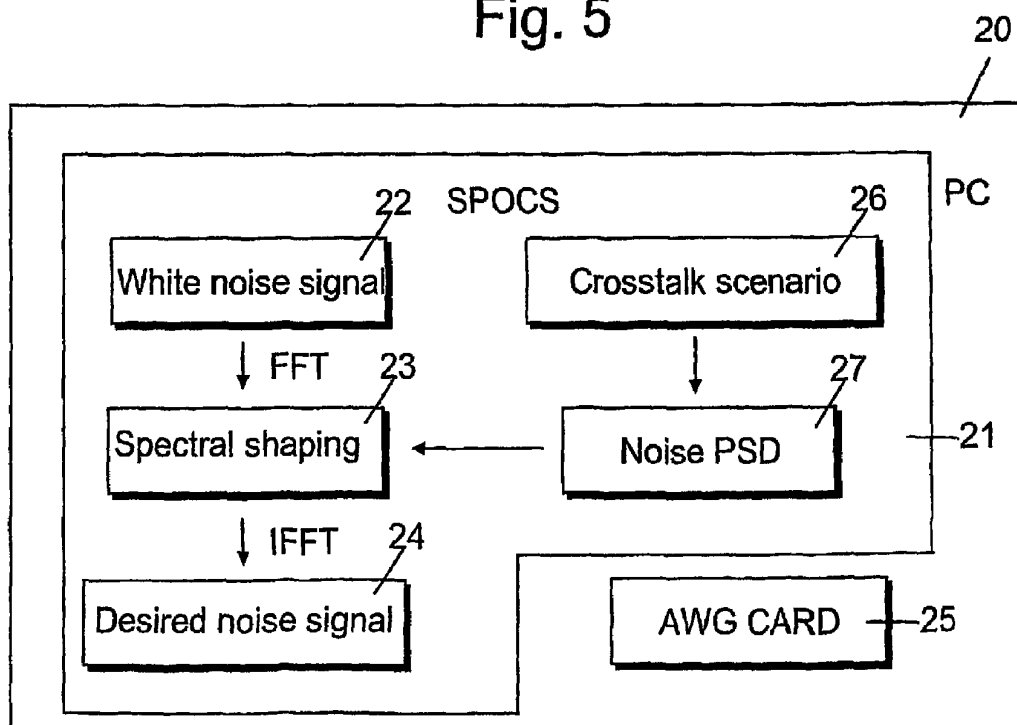 Fig. 5
20
PC
SPOCS
22
26
White noise signal
Crosstalk scenario
FFT
23
27
Spectral shaping
Noise PSD
21
IFFT
24
Desired noise signal
AWG CARD
25